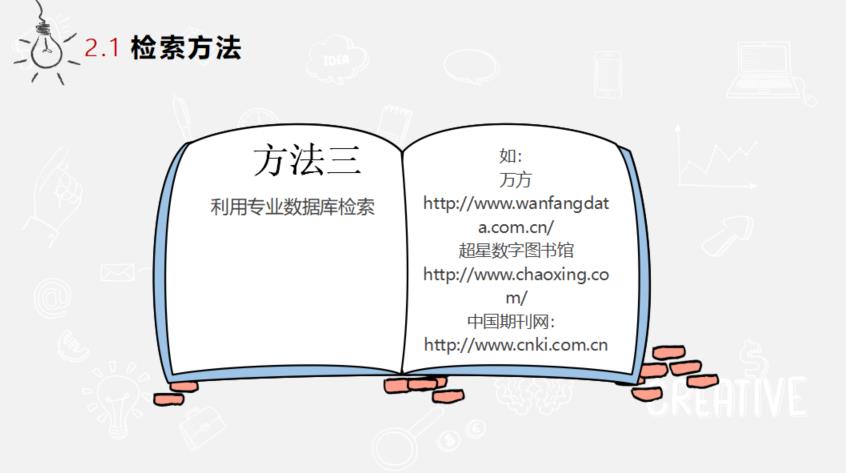 2.1 检索方法
IDEA
方法三
利用专业数据库检索
如：
万方
http://www.wanfangdat
a.com.cn/
超星数字图书馆
http://www.chaoxing.co
m/
中国期刊网：
http://www.cnki.com.cn
CREATIVE